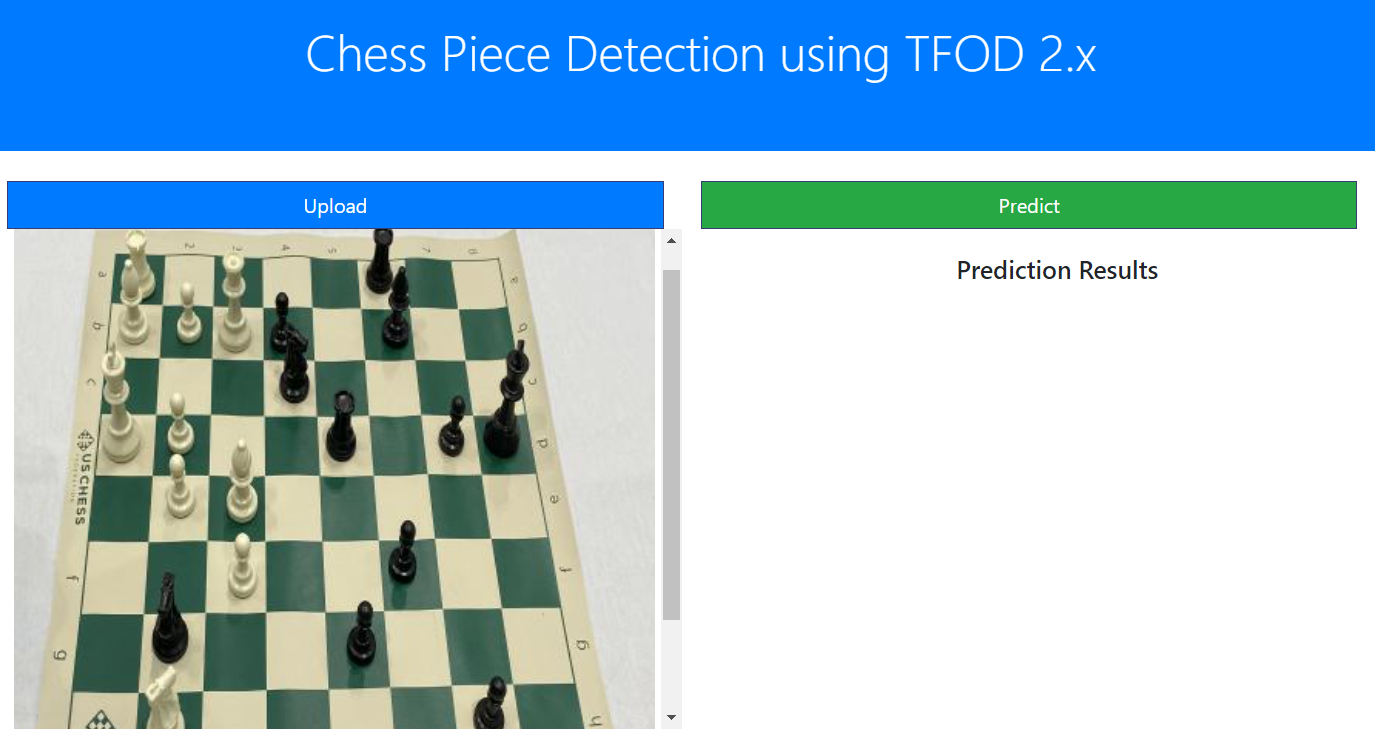 Chess Piece Detection using TFOD 2.x
Upload
Predict
Prediction Results
2
3
4
5
7
8
a
a
b
b
c
c
US CHESS
d
e
f
f
g
g
h